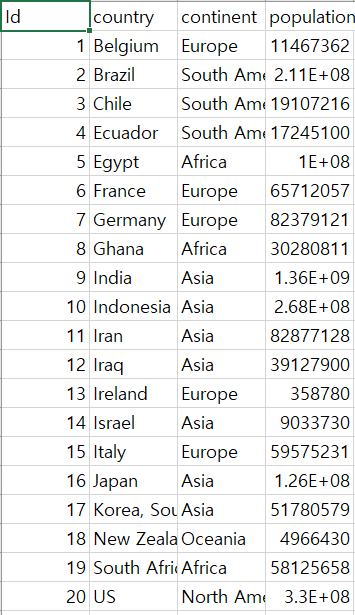 Id country continent population
1 Belgium Europe 11467362
2 Brazil South Ame 2.11E+08
3 Chile South Ame 19107216
4 Ecuador South Ame 17245100
5 Egypt Africa 1E+08
6 France Europe 65712057
7 Germany Europe 82379121
8 Ghana Africa 30280811
9 India Asia 1.36E+09
10 Indonesia Asia 2.68E+08
11 Iran Asia 82877128
12 Iraq Asia 39127900
13 Ireland Europe 358780
14 Israel Asia 9033730
15 Italy Europe 59575231
16 Japan Asia 1.26E+08
17 Korea, Sou Asia 51780579
18 New Zeala Oceania 4966430
19 South Afric Africa 58125658
20 US North Ame 3.3E+08